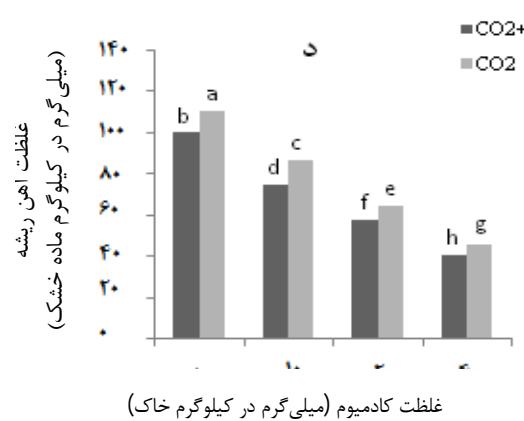 CO2+
CO2
د
غلظت اهن ریشه
(میلی گرم در کیلوگرم ماده خشک)
۱۴۰
۱۲۰
۱۰۰
۸۰
۶۰
۴۰
۲۰
۰
b a
d c
f e
h g
غلظت کادمیوم (میلی‌گرم در کیلوگرم خاک)